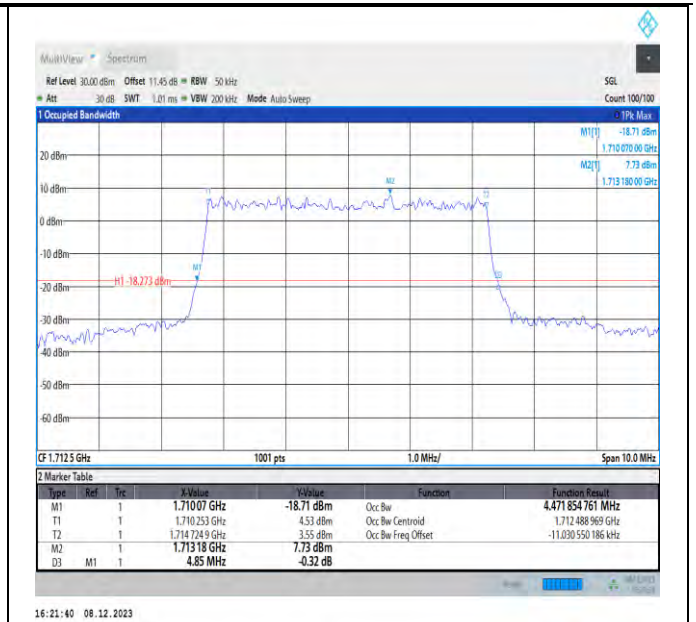 MultiView Spectrum
Ref Level 30.00 dBm Offset 11.45 dB RBW 50 kHz SGL
Att 30 dB SWT 1.01 ms VBW 200 kHz Mode Auto Sweep Count 100/100
1 Occupied Bandwidth 1Pk Max
M1[1] -18.71 dBm
1.710 070 00 GHz
M2[1] 7.73 dBm
1.713 180 00 GHz
20 dBm
10 dBm
M2
T1
T2
0 dBm
-10 dBm
M1
D3
H1 -18.273 dBm
-20 dBm
-30 dBm
-40 dBm
-50 dBm
-60 dBm
CF 1.712 5 GHz 1001 pts 1.0 MHz/ Span 10.0 MHz
2 Marker Table
Type Ref Trc X-Value Y-Value Function Function Result
M1 1 1.710 07 GHz -18.71 dBm Occ Bw 4.471 854 761 MHz
T1 1 1.710 253 GHz 4.53 dBm Occ Bw Centroid 1.712 488 969 GHz
T2 1 1.714 724 9 GHz 3.55 dBm Occ Bw Freq Offset -11.030 550 186 kHz
M2 1 1.713 18 GHz 7.73 dBm
D3 M1 1 4.85 MHz -0.32 dB
16:21:40 08.12.2023